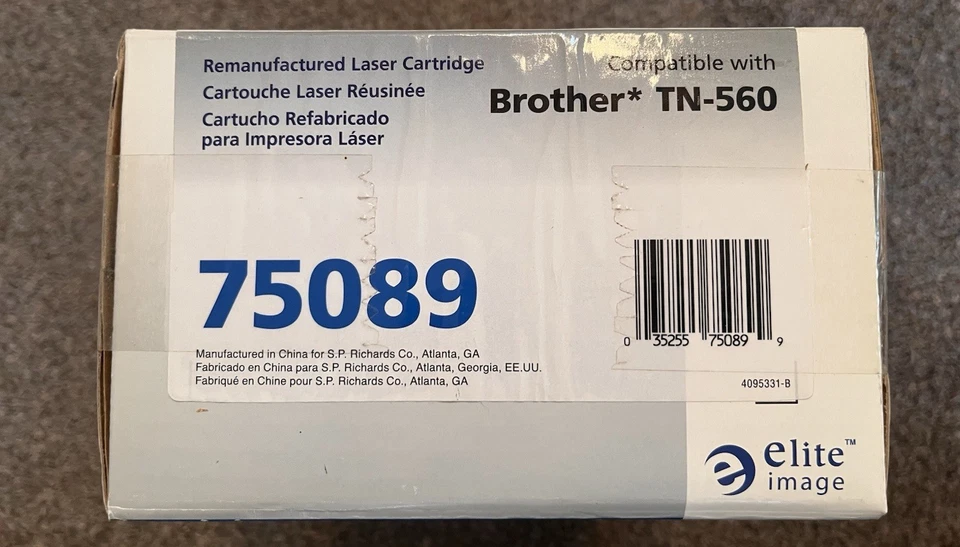 Remanufactured Laser Cartridge
Cartouche Laser Réusinée
Cartucho Refabricado
para Impresora Láser
Compatible with
Brother* TN-560
75089
0 35255 75089 9
Manufactured in China for S.P. Richards Co., Atlanta, GA
Fabricado en China para S.P. Richards Co., Atlanta, Georgia, EE.UU.
Fabriqué en Chine pour S.P. Richards Co., Atlanta, GA
4095331-B
elite™
image